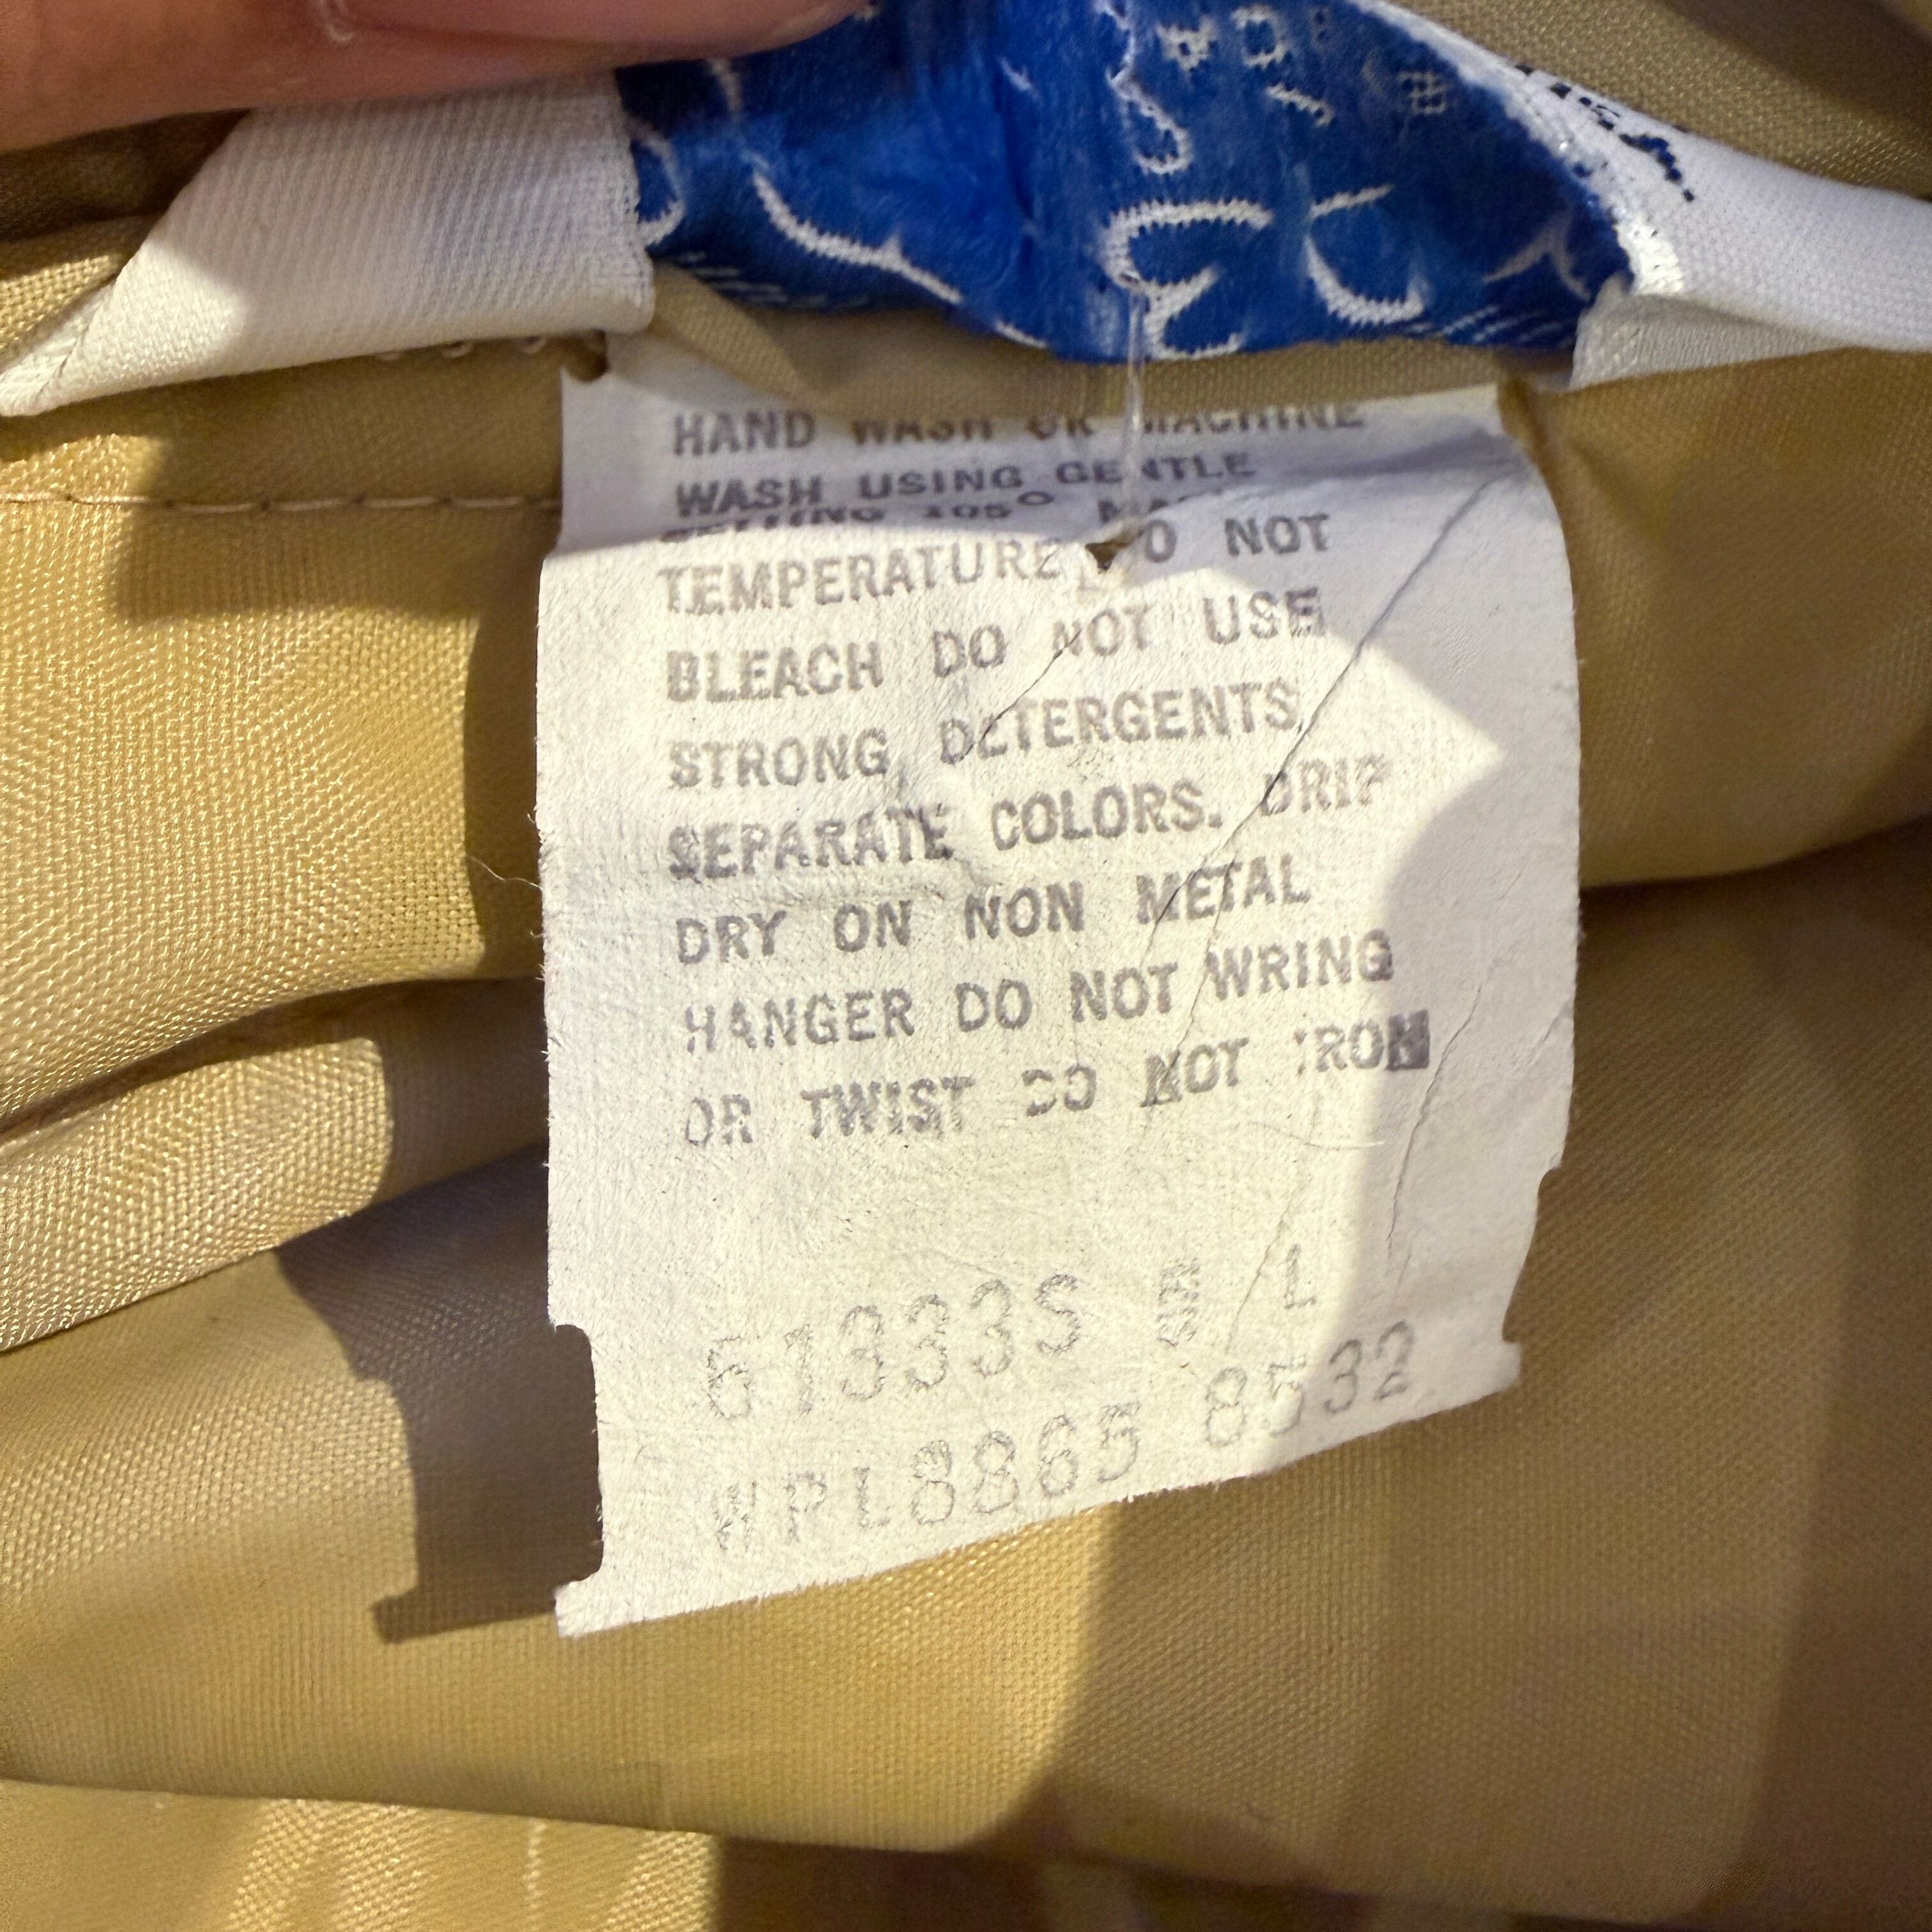 HAND WASH OR MACHINE
WASH USING GENTLE
105°
TEMPERATURE DO NOT
BLEACH DO NOT USE
STRONG, DETERGENTS,
SEPARATE COLORS. DRIP
DRY ON NON METAL
HANGER DO NOT WRING
OR TWIST DO NOT IRON
61333S L
WPL8865 8532